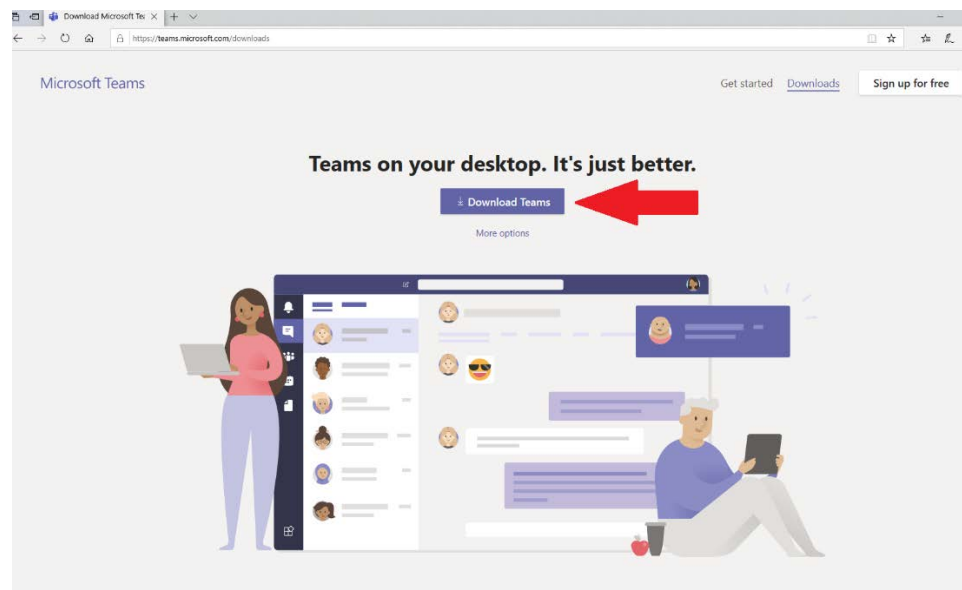 Download Microsoft Te
https://teams.microsoft.com/downloads
Microsoft Teams
Get started
Downloads
Sign up for free
Teams on your desktop. It's just better.
Download Teams
More options